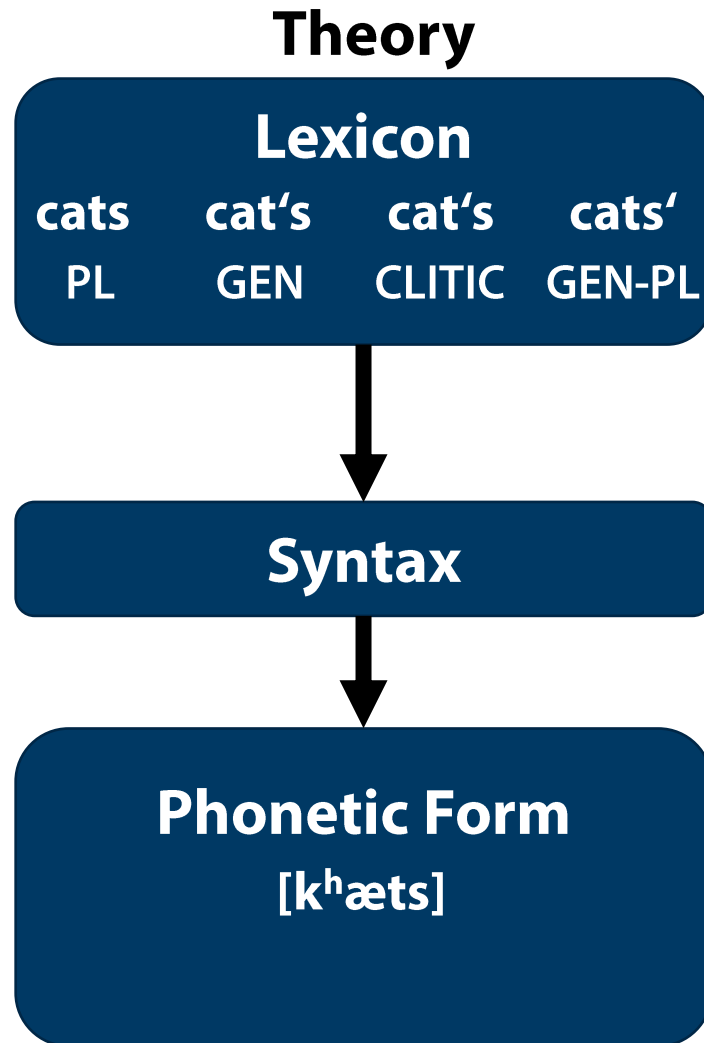 Theory
Lexicon
cats cat‘s cat‘s cats‘
PL GEN CLITIC GEN-PL
Syntax
Phonetic Form
[kʰæts]